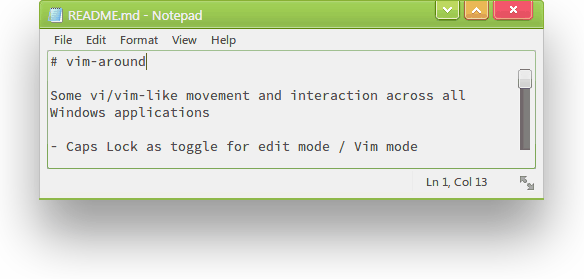 README.md - Notepad
File Edit Format View Help
# vim-around
Some vi/vim-like movement and interaction across all
Windows applications
- Caps Lock as toggle for edit mode / Vim mode
Ln 1, Col 13